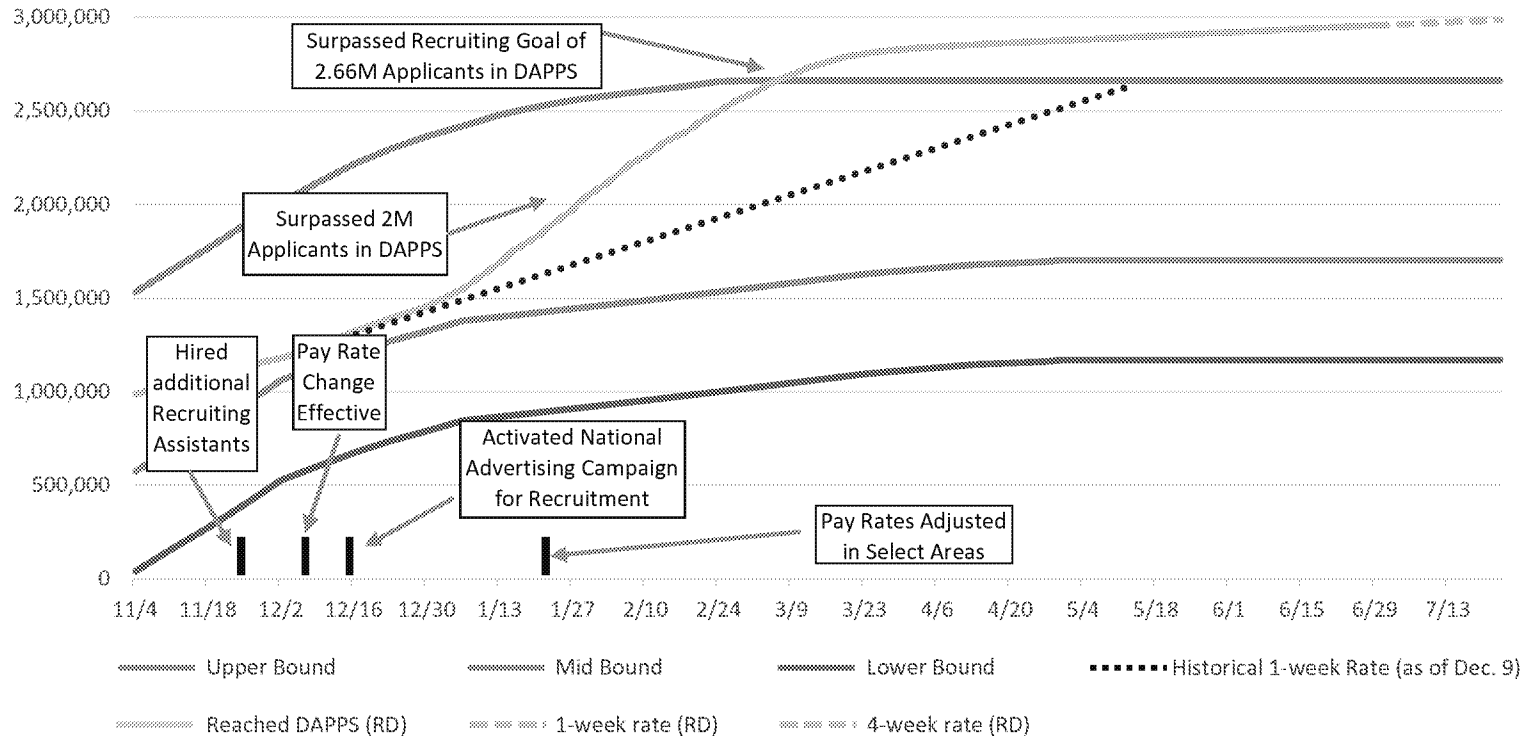 3,000,000
2,500,000
2,000,000
1,500,000
1,000,000
500,000
0
Surpassed Recruiting Goal of
2.66M Applicants in DAPPS
Surpassed 2M
Applicants in DAPPS
Hired
additional
Recruiting
Assistants
Pay Rate
Change
Effective
Activated National
Advertising Campaign
for Recruitment
Pay Rates Adjusted
in Select Areas
11/4 11/18 12/2 12/16 12/30 1/13 1/27 2/10 2/24 3/9 3/23 4/6 4/20 5/4 5/18 6/1 6/15 6/29 7/13
Upper Bound Mid Bound Lower Bound Historical 1-week Rate (as of Dec. 9)
Reached DAPPS (RD) 1-week rate (RD) 4-week rate (RD)